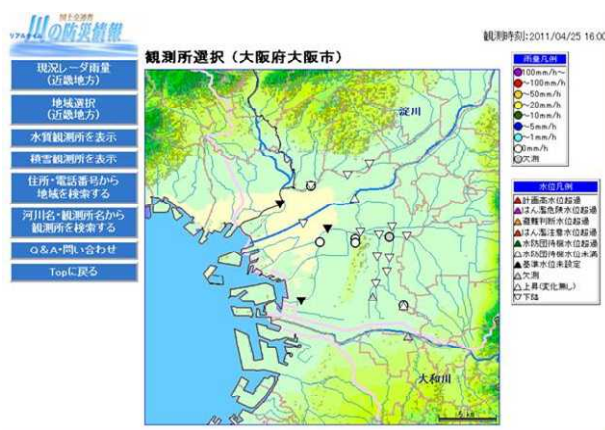 国土交通省
リアルタイム 川の防災情報
観測時刻:2011/04/25 16:00
現況レーダ雨量
(近畿地方)
地域選択
(近畿地方)
水質観測所を表示
積雪観測所を表示
住所・電話番号から
地域を検索する
河川名・観測所名から
観測所を検索する
Q&A・問い合わせ
Topに戻る
観測所選択(大阪府大阪市)
淀川
大和川
雨量凡例
100mm/h~
~100mm/h
~50mm/h
~20mm/h
~10mm/h
~5mm/h
~1mm/h
0mm/h
欠測
水位凡例
計画高水位超過
はん濫危険水位超過
避難判断水位超過
はん濫注意水位超過
水防団待機水位超過
水防団待機水位未満
基準水位未設定
欠測
上昇(変化無し)
下降